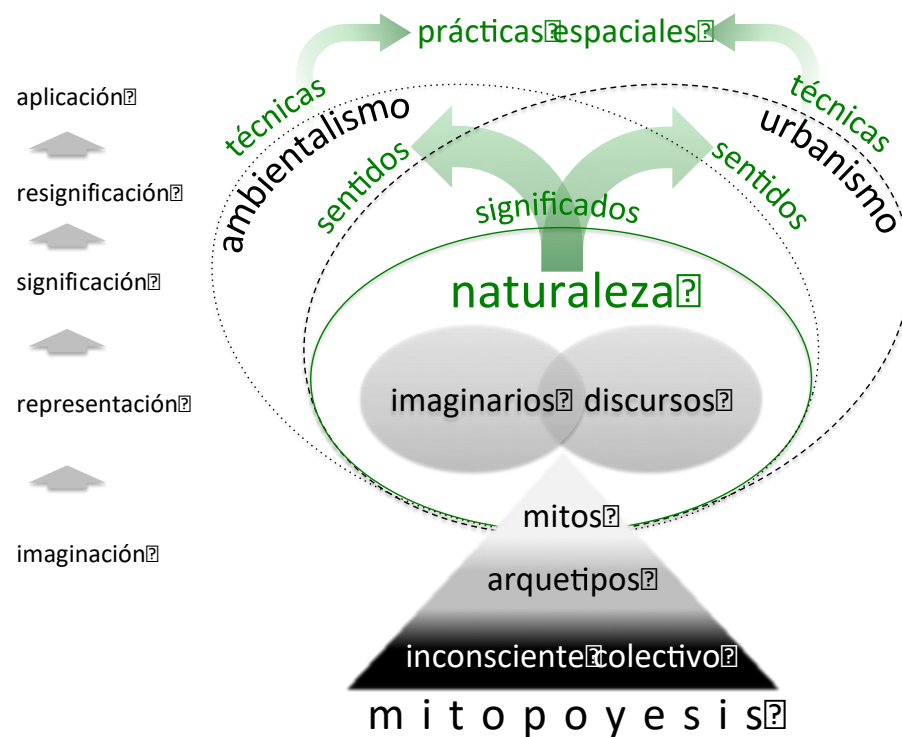 prácticas espaciales
aplicación
técnicas
técnicas
ambientalismo
urbanismo
sentidos
sentidos
resignificación
significados
significación
naturaleza
representación
imaginarios
discursos
mitos
imaginación
arquetipos
inconsciente colectivo
mitopoyesis